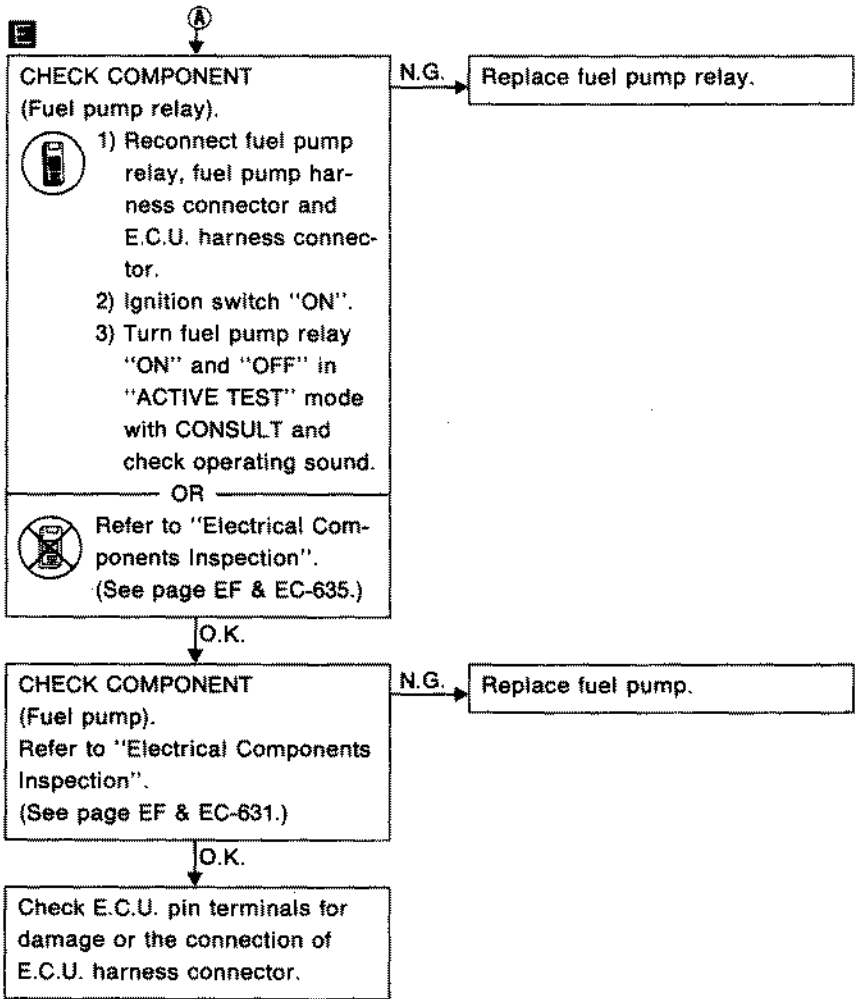 Ⓐ
E
CHECK COMPONENT
(Fuel pump relay).
1) Reconnect fuel pump
relay, fuel pump har-
ness connector and
E.C.U. harness connec-
tor.
2) Ignition switch "ON".
3) Turn fuel pump relay
"ON" and "OFF" in
"ACTIVE TEST" mode
with CONSULT and
check operating sound.
OR
Refer to "Electrical Com-
ponents Inspection".
(See page EF & EC-635.)
N.G.
Replace fuel pump relay.
O.K.
CHECK COMPONENT
(Fuel pump).
Refer to "Electrical Components
Inspection".
(See page EF & EC-631.)
N.G.
Replace fuel pump.
O.K.
Check E.C.U. pin terminals for
damage or the connection of
E.C.U. harness connector.